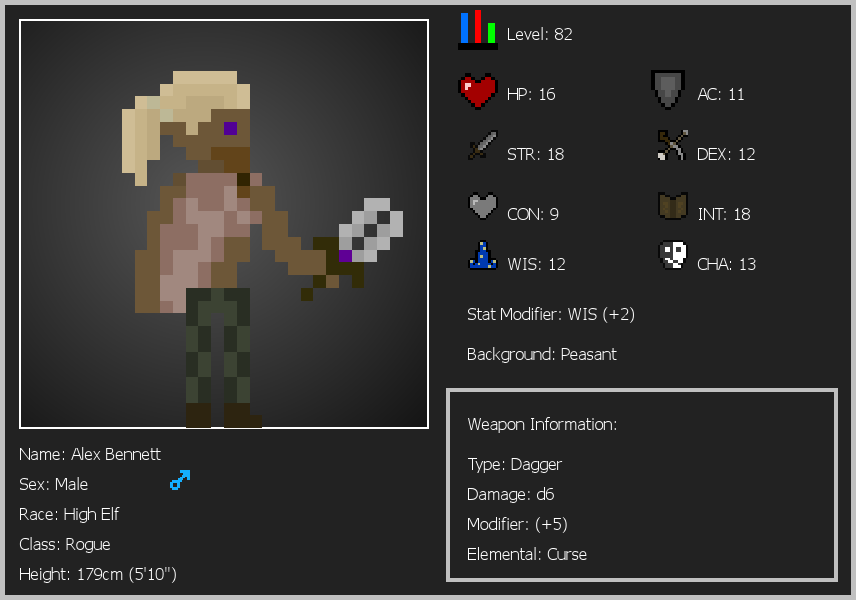 Level: 82
HP: 16
AC: 11
STR: 18
DEX: 12
CON: 9
INT: 18
WIS: 12
CHA: 13
Stat Modifier: WIS (+2)
Background: Peasant
Weapon Information:
Type: Dagger
Damage: d6
Modifier: (+5)
Elemental: Curse
Name: Alex Bennett
Sex: Male
Race: High Elf
Class: Rogue
Height: 179cm (5'10")